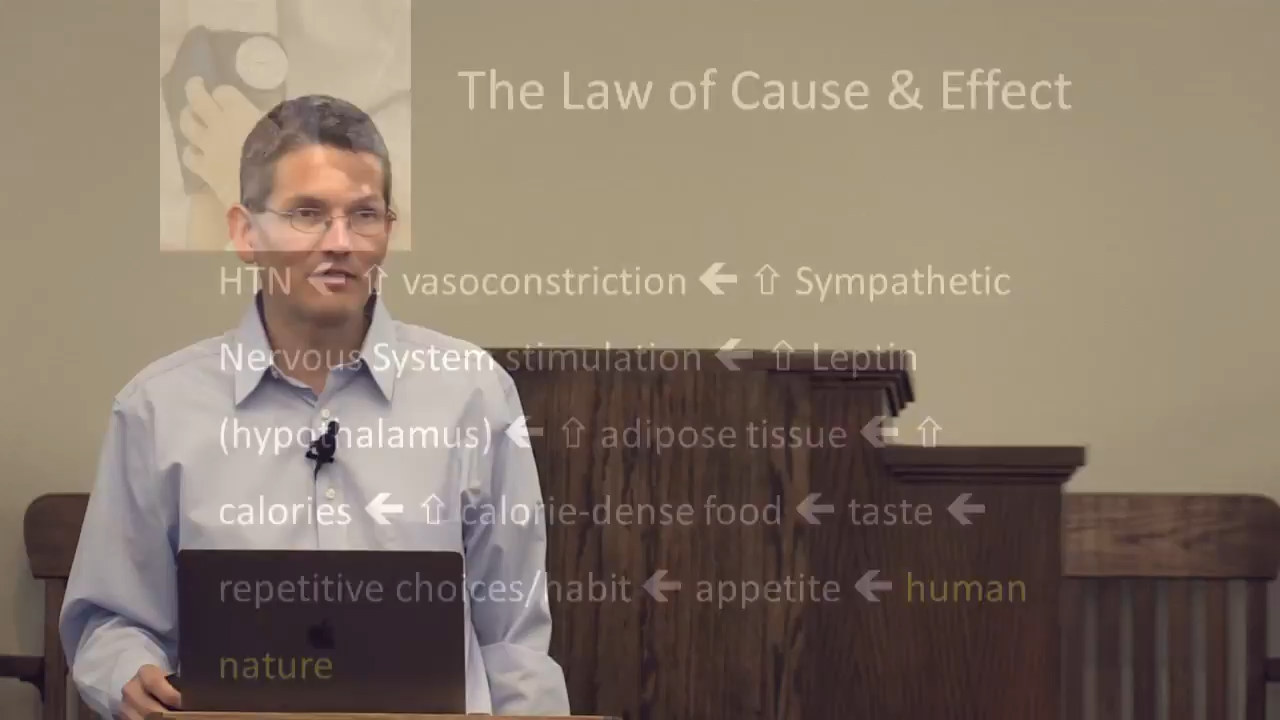 The Law of Cause & Effect
HTN ← ⇧ vasoconstriction ← ⇧ Sympathetic
Nervous System stimulation ← ⇧ Leptin
(hypothalamus) ← ⇧ adipose tissue ← ⇧
calories ← ⇧ calorie-dense food ← taste ←
repetitive choices/habit ← appetite ← human
nature